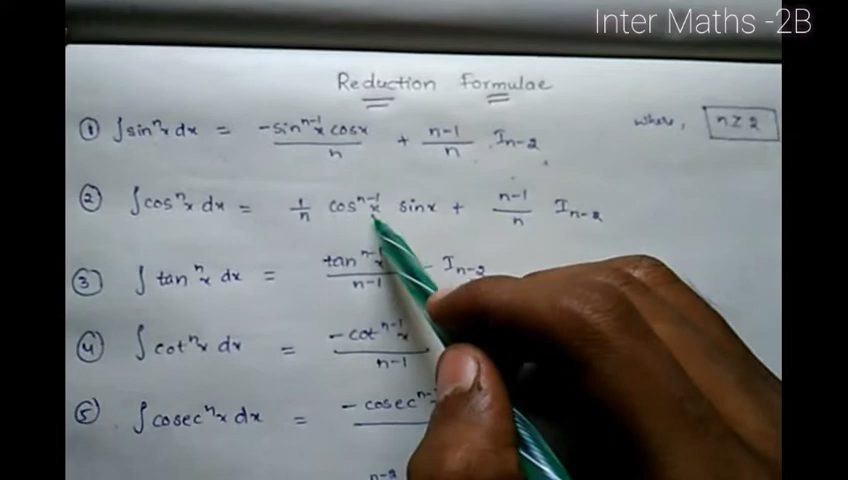 Inter Maths -2B
Reduction Formulae
① ∫sinⁿx dx = -sinⁿ⁻¹x cosx / n + n-1 / n . Iₙ₋₂ where, n≥2
② ∫cosⁿx dx = 1/n cosⁿ⁻¹x sinx + n-1 / n Iₙ₋₂
③ ∫tanⁿx dx = tanⁿ⁻¹x / n-1 - Iₙ₋₂
④ ∫cotⁿx dx = -cotⁿ⁻¹x / n-1
⑤ ∫cosecⁿx dx = -cosecⁿ
n-2